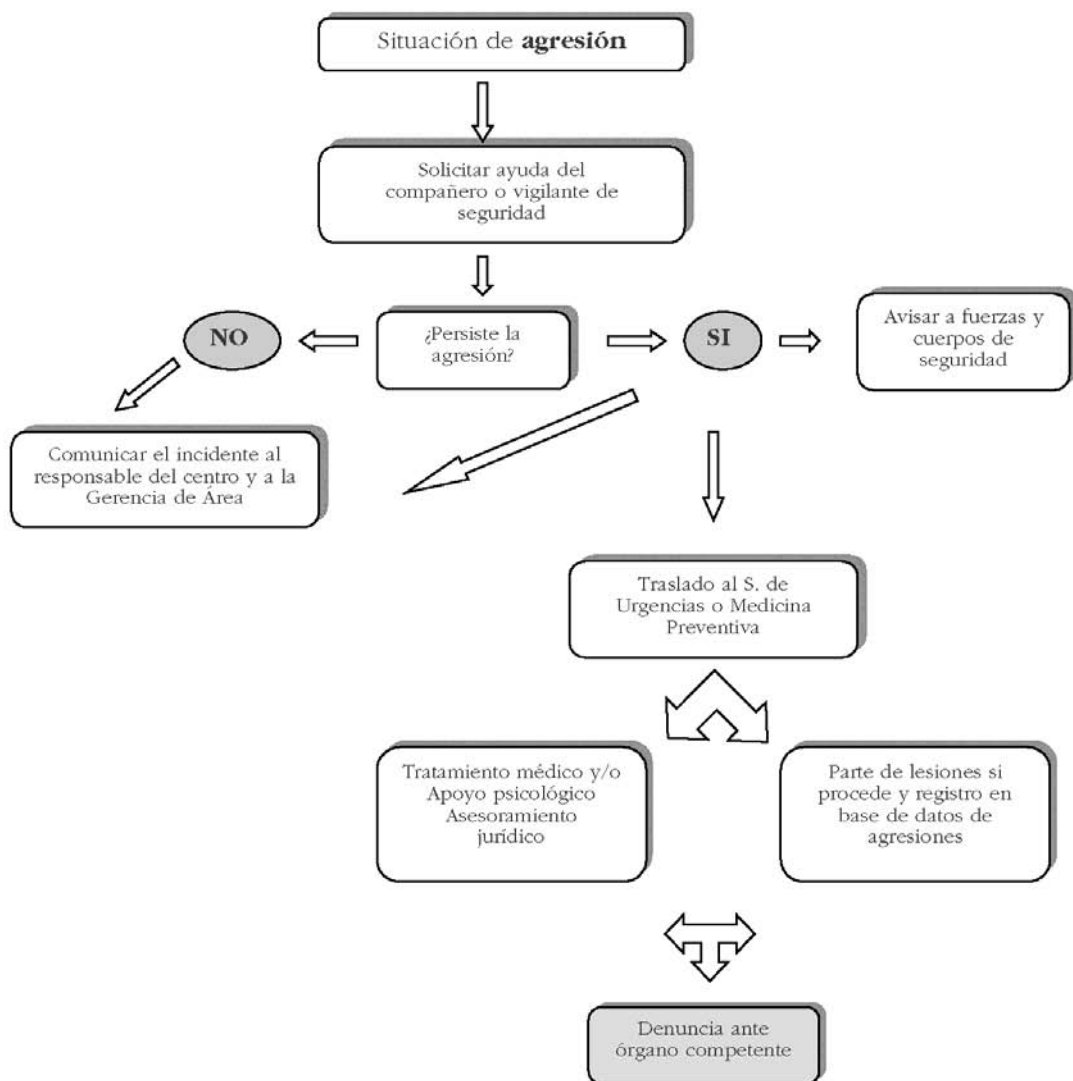 Situación de agresión
Solicitar ayuda del
compañero o vigilante de
seguridad
NO
¿Persiste la
agresión?
SI
Avisar a fuerzas y
cuerpos de
seguridad
Comunicar el incidente al
responsable del centro y a la
Gerencia de Área
Traslado al S. de
Urgencias o Medicina
Preventiva
Tratamiento médico y/o
Apoyo psicológico
Asesoramiento
jurídico
Parte de lesiones si
procede y registro en
base de datos de
agresiones
Denuncia ante
órgano competente